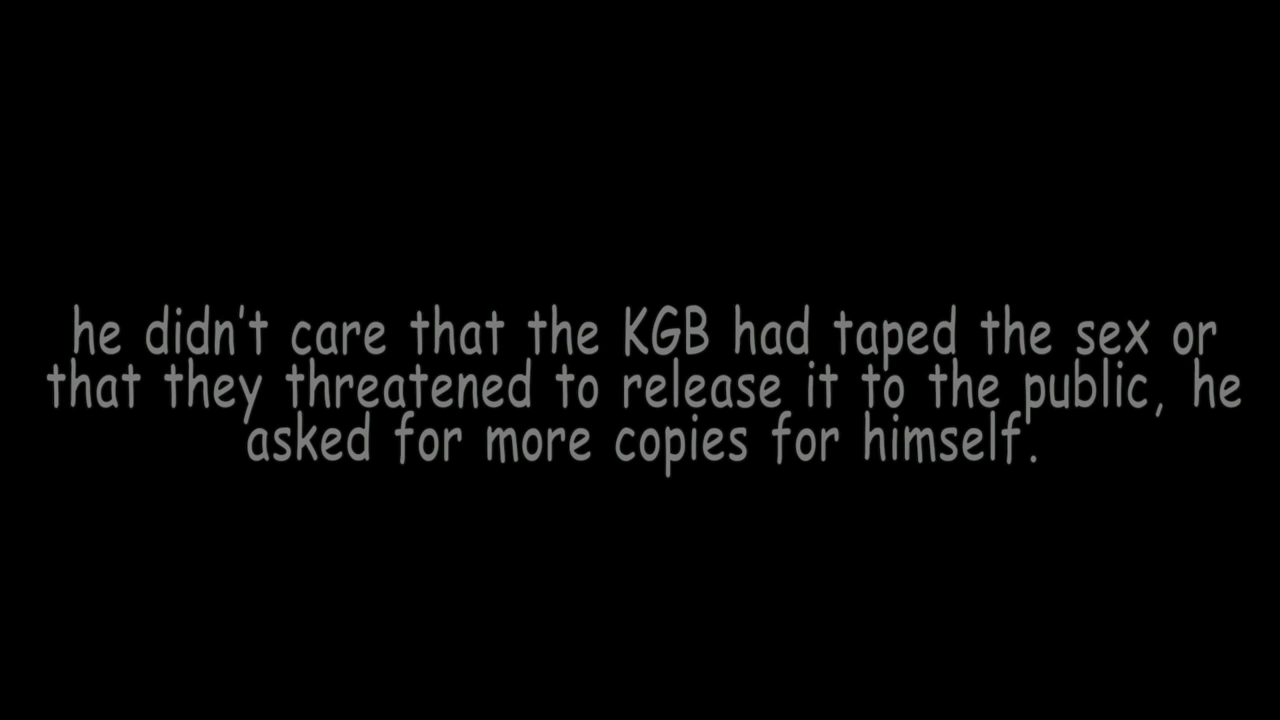 he didn't care that the KGB had taped the sex or
that they threatened to release it to the public, he
asked for more copies for himself.